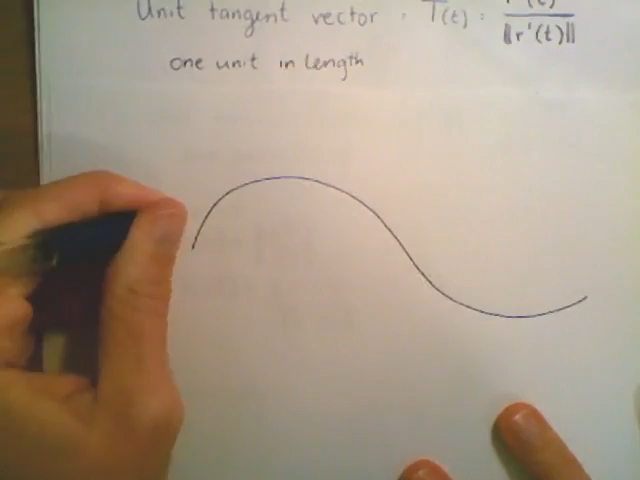 Unit tangent vector : T(t) = r'(t)
‖r'(t)‖
one unit in length